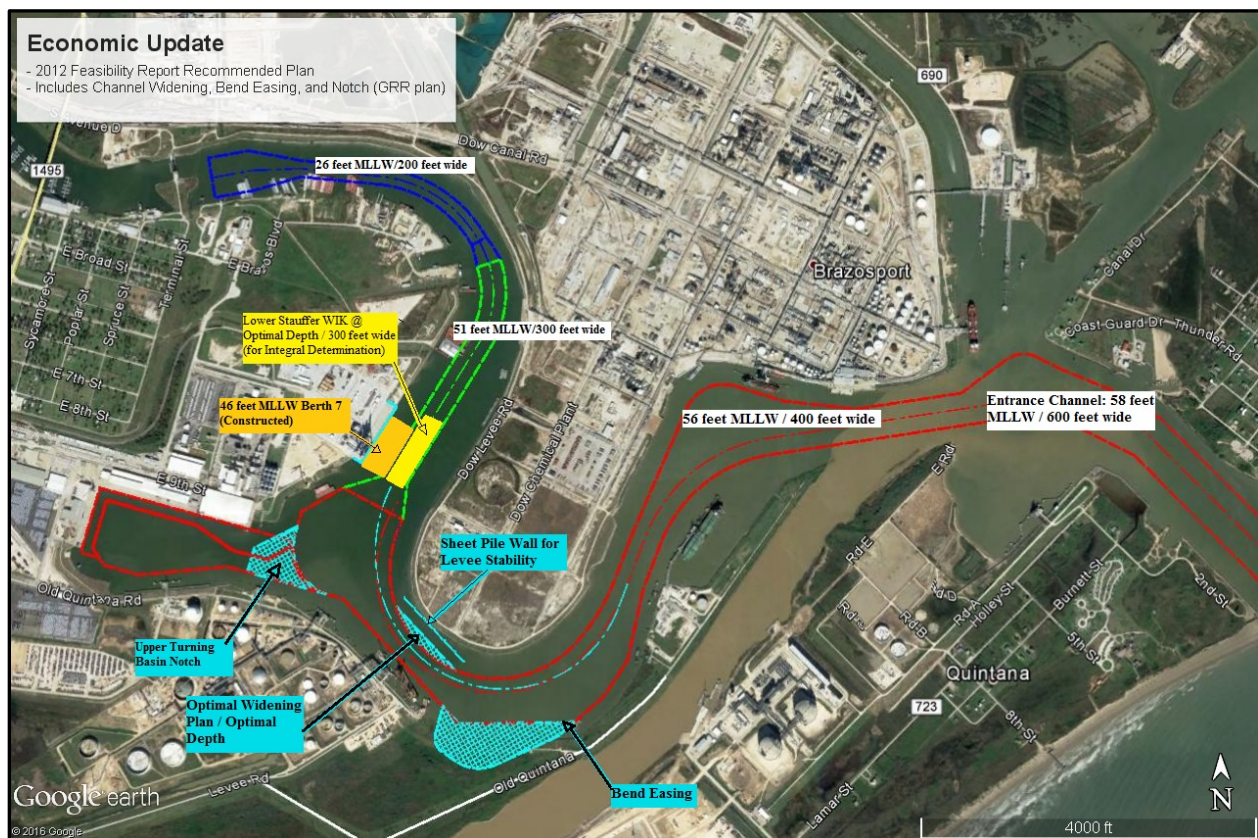 Economic Update
- 2012 Feasibility Report Recommended Plan
- Includes Channel Widening, Bend Easing, and Notch (GRR plan)
690
Dow Canal Rd
26 feet MLLW/200 feet wide
1495
E Broad St
E Brazos Blvd
Terminal St
Sycamore St
Poplar St
Spruce St
Brazosport
Canal Dr
Coast Guard Dr
Thunder Rd
Lower Stauffer WIK @
Optimal Depth / 300 feet wide
(for Integral Determination)
51 feet MLLW/300 feet wide
E 7th St
E 8th St
46 feet MLLW Berth 7
(Constructed)
Dow Levee Rd
Dow Chemical Plant
56 feet MLLW / 400 feet wide
Entrance Channel: 58 feet
MLLW / 600 feet wide
E Rd
E 9th St
Sheet Pile Wall for
Levee Stability
Rd E
Rd D
Rd A
Rd B
Holley St
Burnett St
2nd St
5th St
8th St
Old Quintana Rd
Upper Turning
Basin Notch
Quintana
723
Optimal Widening
Plan / Optimal
Depth
Levee Rd
Old Quintana
Bend Easing
Lamar St
N
Google earth
© 2016 Google
4000 ft